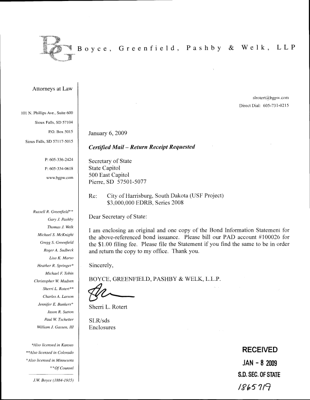 BG
Boyce, Greenfield, Pashby & Welk, LLP
Attorneys at Law
101 N. Phillips Ave., Suite 600
Sioux Falls, SD 57104
P.O. Box 5015
Sioux Falls, SD 57117-5015
P: 605-336-2424
F: 605-334-0618
www.bgpw.com
Russell R. Greenfield**
Gary J. Pashby
Thomas J. Welk
Michael S. McKnight
Gregg S. Greenfield
Roger A. Sudbeck
Lisa K. Marso
Heather R. Springer*
Michael F. Tobin
Christopher W. Madsen
Sherri L. Rotert**
Charles A. Larson
Jason R. Sutton
Paul W. Tschetter
William J. Gassen, III
*Also licensed in Kansas
**Also licensed in Colorado
°Also licensed in Minnesota
°°Of Counsel
J.W. Boyce (1884-1915)
slrotert@bgpw.com
Direct Dial: 605-731-0215
January 6, 2009
Certified Mail – Return Receipt Requested
Secretary of State
State Capitol
500 East Capitol
Pierre, SD 57501-5077
Re: City of Harrisburg, South Dakota (USF Project)
$3,000,000 EDRB, Series 2008
Dear Secretary of State:
I am enclosing an original and one copy of the Bond Information Statement for
the above-referenced bond issuance. Please bill our PAD account #100026 for
the $1.00 filing fee. Please file the Statement if you find the same to be in order
and return the copy to my office. Thank you.
Sincerely,
BOYCE, GREENFIELD, PASHBY & WELK, L.L.P.
Sherri L. Rotert
SLR/sds
Enclosures
RECEIVED
JAN - 8 2009
S.D. SEC. OF STATE
1865719